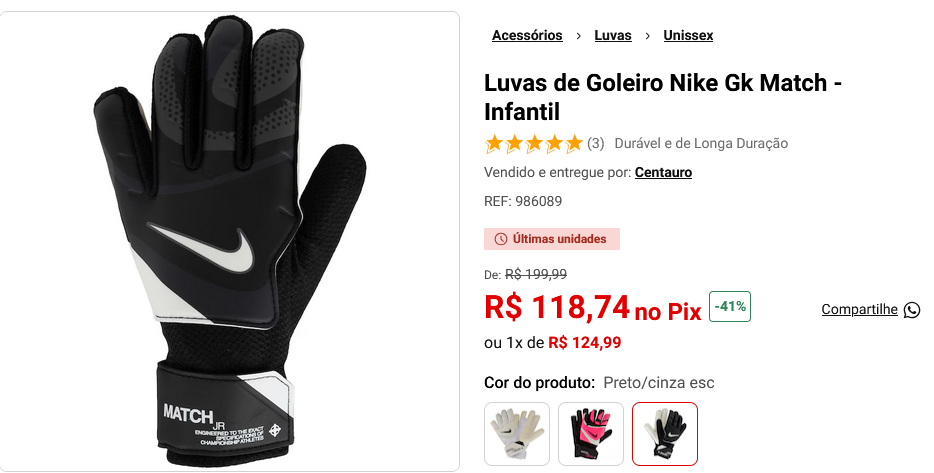 Acessórios > Luvas > Unissex
Luvas de Goleiro Nike Gk Match -
Infantil
(3) Durável e de Longa Duração
Vendido e entregue por: Centauro
REF: 986089
Últimas unidades
De: R$ 199,99
R$ 118,74 no Pix -41%
Compartilhe
ou 1x de R$ 124,99
Cor do produto: Preto/cinza esc
MATCH
JR
ENGINEERED TO THE EXACT
SPECIFICATIONS OF
CHAMPIONSHIP ATHLETES